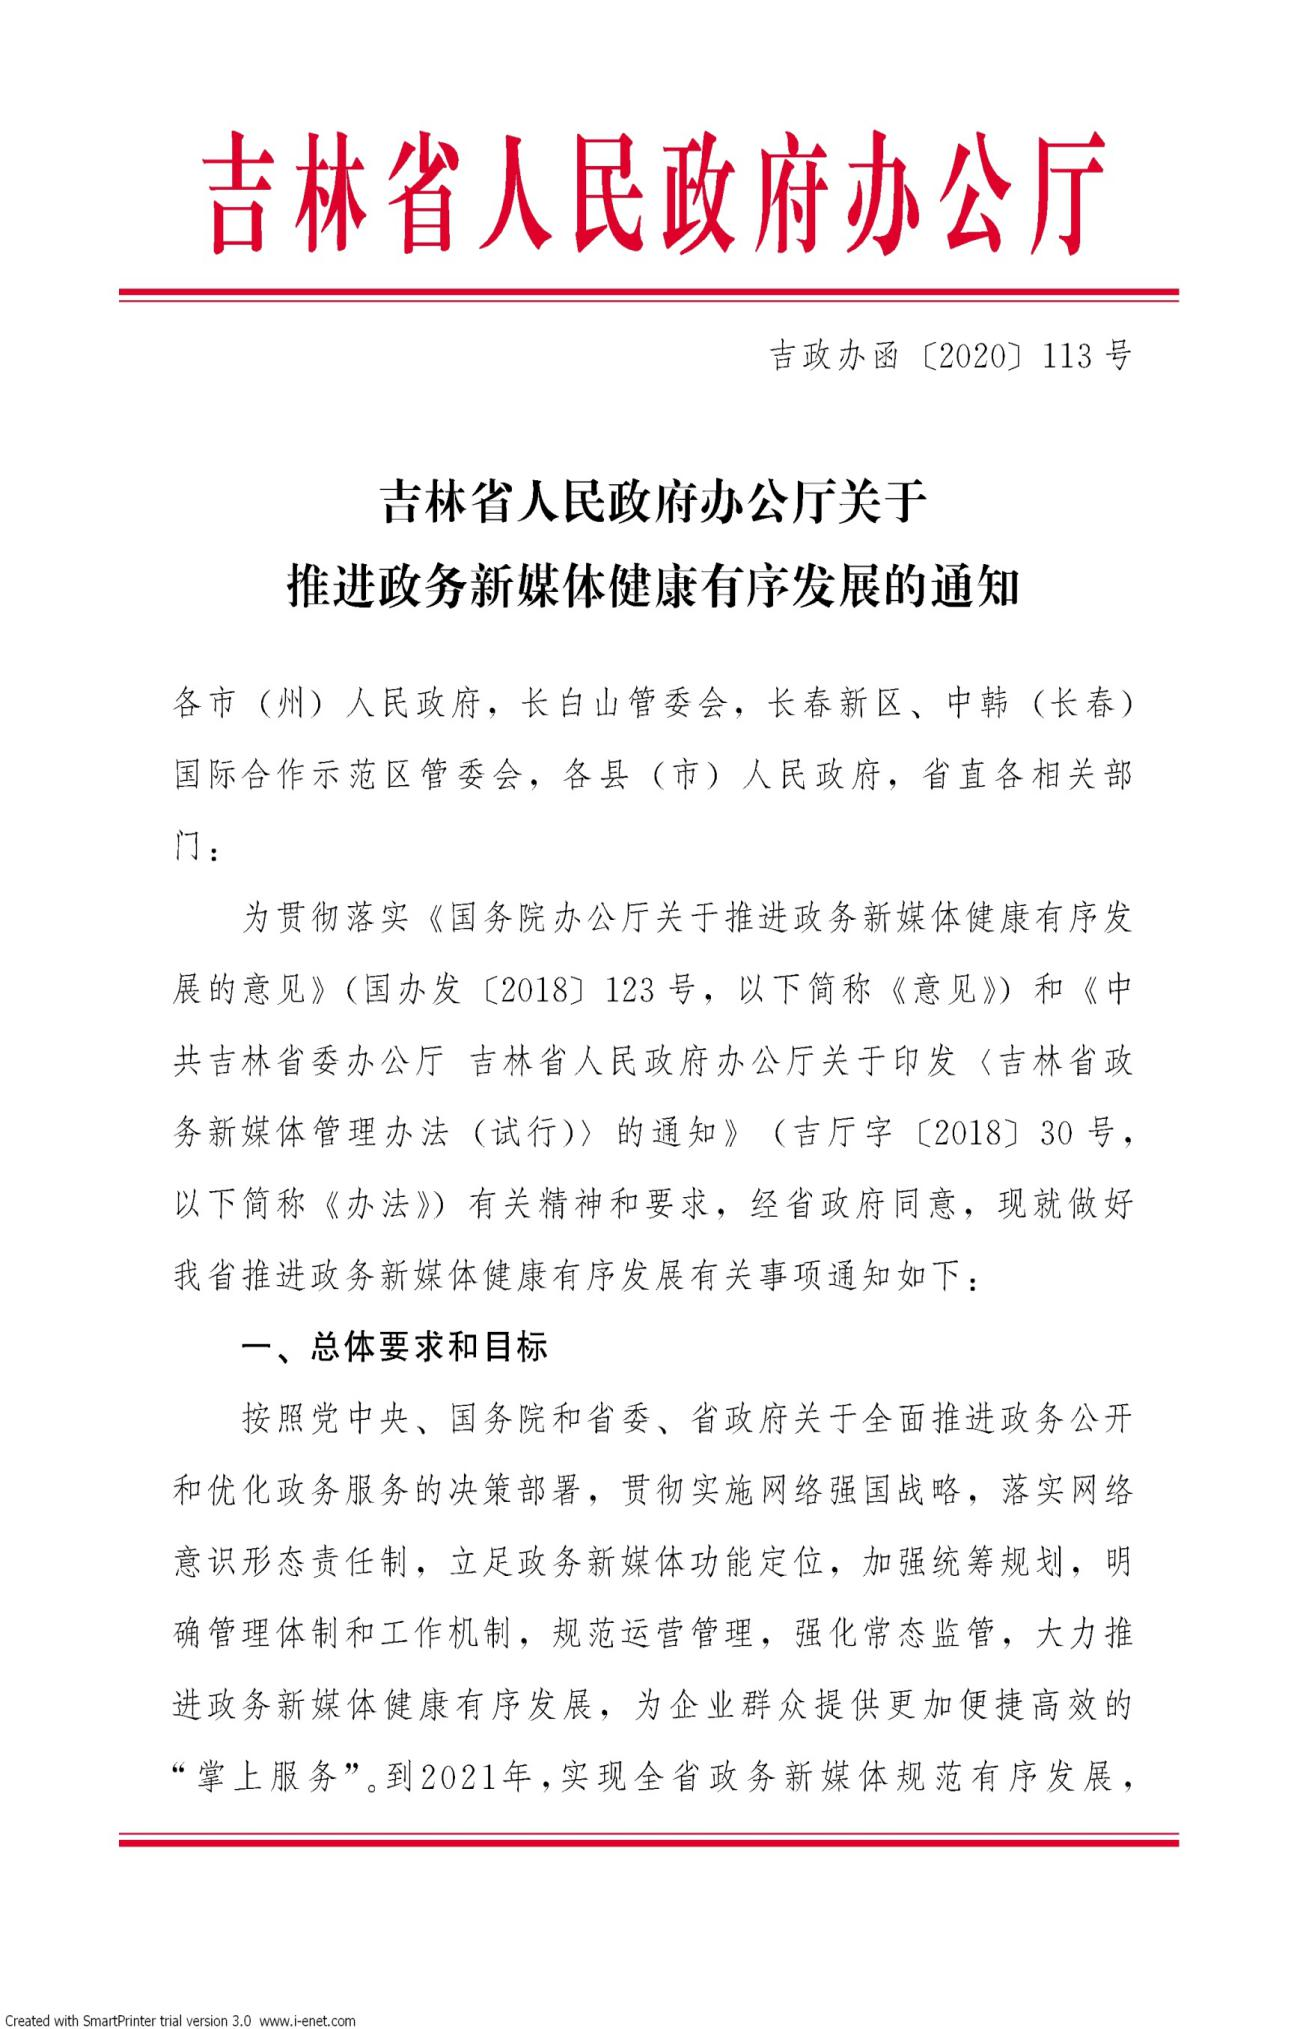 吉林省人民政府办公厅
吉政办函〔2020〕113 号
吉林省人民政府办公厅关于
推进政务新媒体健康有序发展的通知
各市（州）人民政府，长白山管委会，长春新区、中韩（长春）
国际合作示范区管委会，各县（市）人民政府，省直各相关部
门：
为贯彻落实《国务院办公厅关于推进政务新媒体健康有序发
展的意见》（国办发〔2018〕123 号，以下简称《意见》）和《中
共吉林省委办公厅 吉林省人民政府办公厅关于印发〈吉林省政
务新媒体管理办法（试行）〉的通知》（吉厅字〔2018〕30 号，
以下简称《办法》）有关精神和要求，经省政府同意，现就做好
我省推进政务新媒体健康有序发展有关事项通知如下：
一、总体要求和目标
按照党中央、国务院和省委、省政府关于全面推进政务公开
和优化政务服务的决策部署，贯彻实施网络强国战略，落实网络
意识形态责任制，立足政务新媒体功能定位，加强统筹规划，明
确管理体制和工作机制，规范运营管理，强化常态监管，大力推
进政务新媒体健康有序发展，为企业群众提供更加便捷高效的
“掌上服务”。到2021年，实现全省政务新媒体规范有序发展，
Created with SmartPrinter trial version 3.0 www.i-enet.com